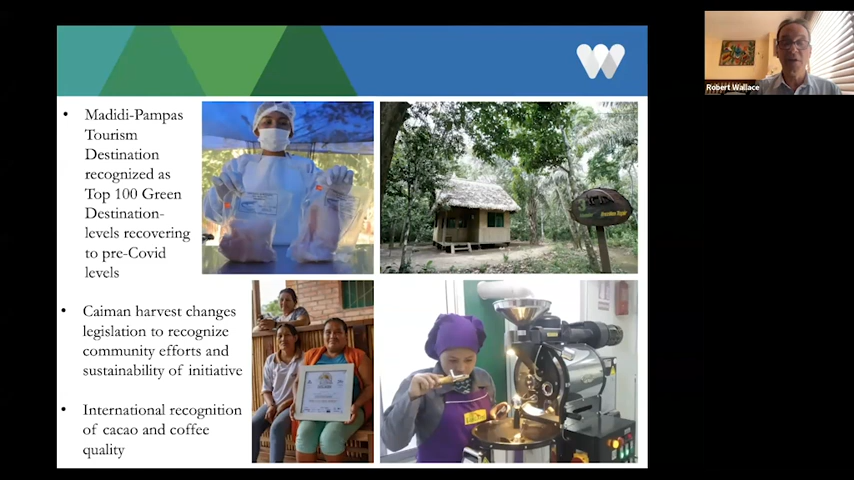 • Madidi-Pampas
Tourism
Destination
recognized as
Top 100 Green
Destination-
levels recovering
to pre-Covid
levels
• Caiman harvest changes
legislation to recognize
community efforts and
sustainability of initiative
• International recognition
of cacao and coffee
quality
Robert Wallace